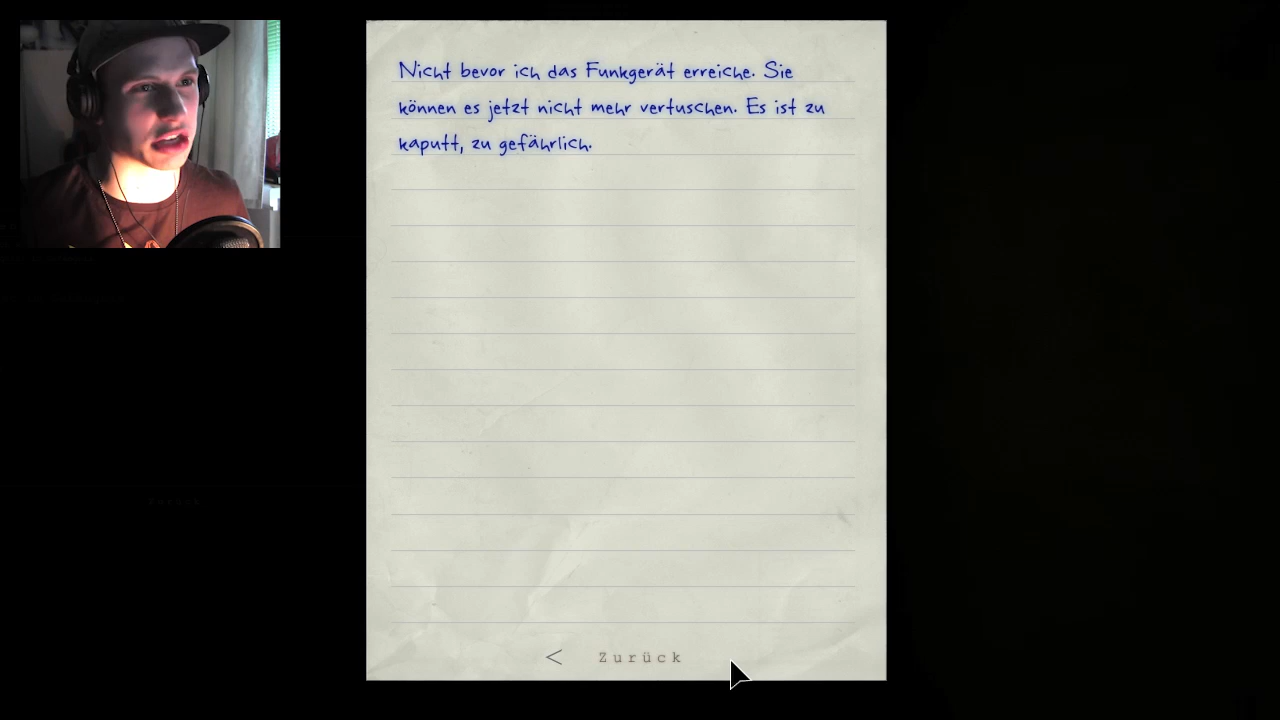 Nicht bevor ich das Funkgerät erreiche. Sie
können es jetzt nicht mehr vertuschen. Es ist zu
kaputt, zu gefährlich.
< Zurück